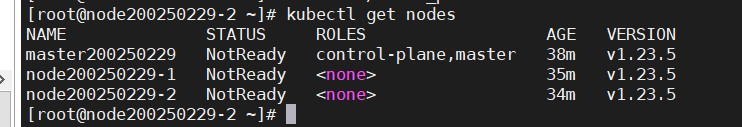 [root@node200250229-2 ~]# kubectl get nodes
NAME STATUS ROLES AGE VERSION
master200250229 NotReady control-plane,master 38m v1.23.5
node200250229-1 NotReady <none> 35m v1.23.5
node200250229-2 NotReady <none> 34m v1.23.5
[root@node200250229-2 ~]#